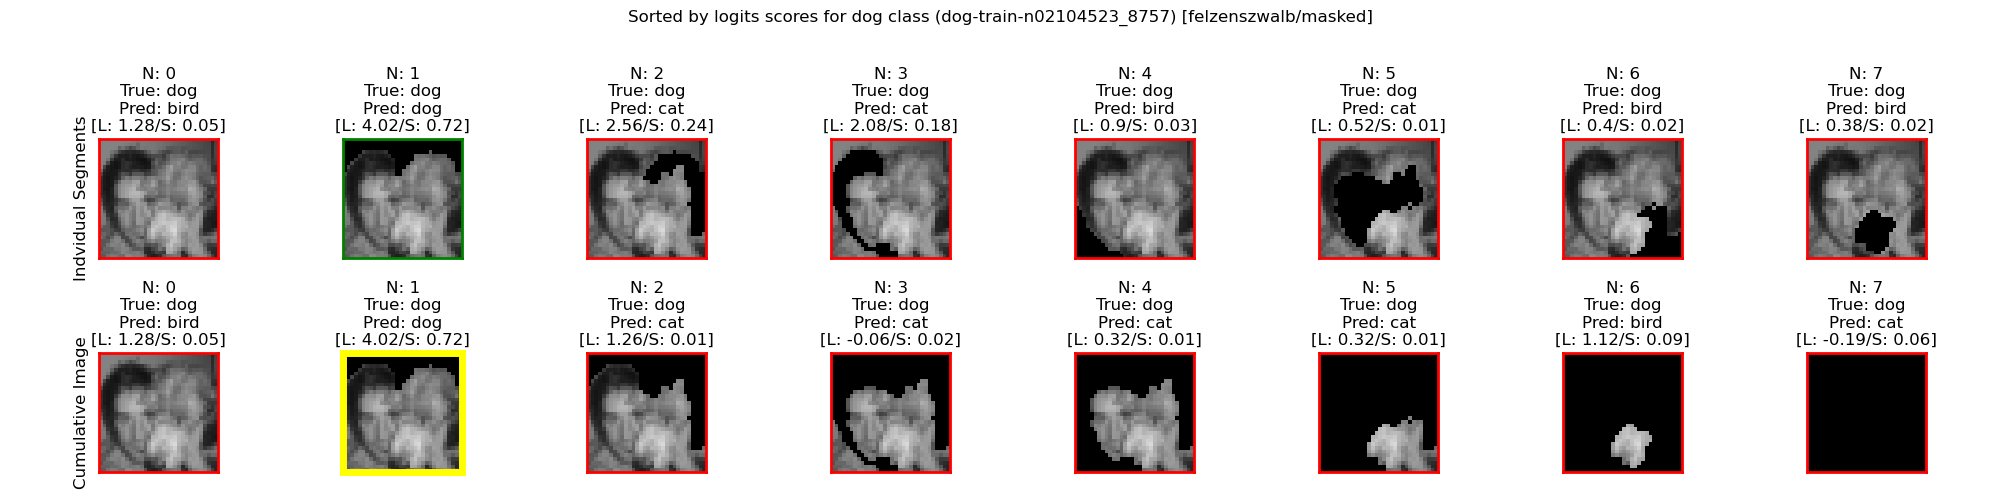 Sorted by logits scores for dog class (dog-train-n02104523_8757) [felzenszwalb/masked]
Individual Segments
N: 0
True: dog
Pred: bird
[L: 1.28/S: 0.05]
N: 1
True: dog
Pred: dog
[L: 4.02/S: 0.72]
N: 2
True: dog
Pred: cat
[L: 2.56/S: 0.24]
N: 3
True: dog
Pred: cat
[L: 2.08/S: 0.18]
N: 4
True: dog
Pred: bird
[L: 0.9/S: 0.03]
N: 5
True: dog
Pred: cat
[L: 0.52/S: 0.01]
N: 6
True: dog
Pred: bird
[L: 0.4/S: 0.02]
N: 7
True: dog
Pred: bird
[L: 0.38/S: 0.02]
Cumulative Image
N: 0
True: dog
Pred: bird
[L: 1.28/S: 0.05]
N: 1
True: dog
Pred: dog
[L: 4.02/S: 0.72]
N: 2
True: dog
Pred: cat
[L: 1.26/S: 0.01]
N: 3
True: dog
Pred: cat
[L: -0.06/S: 0.02]
N: 4
True: dog
Pred: cat
[L: 0.32/S: 0.01]
N: 5
True: dog
Pred: cat
[L: 0.32/S: 0.01]
N: 6
True: dog
Pred: bird
[L: 1.12/S: 0.09]
N: 7
True: dog
Pred: cat
[L: -0.19/S: 0.06]